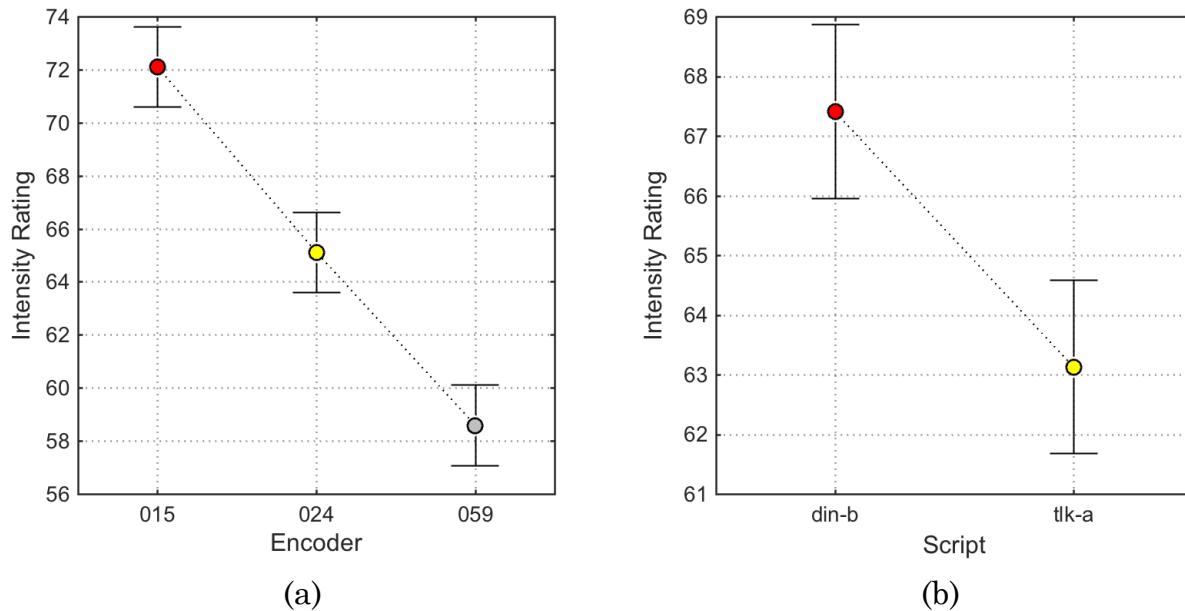 74
72
70
68
66
64
62
60
58
56
Intensity Rating
015 024 059
Encoder
(a)
69
68
67
66
65
64
63
62
61
Intensity Rating
din-b tlk-a
Script
(b)